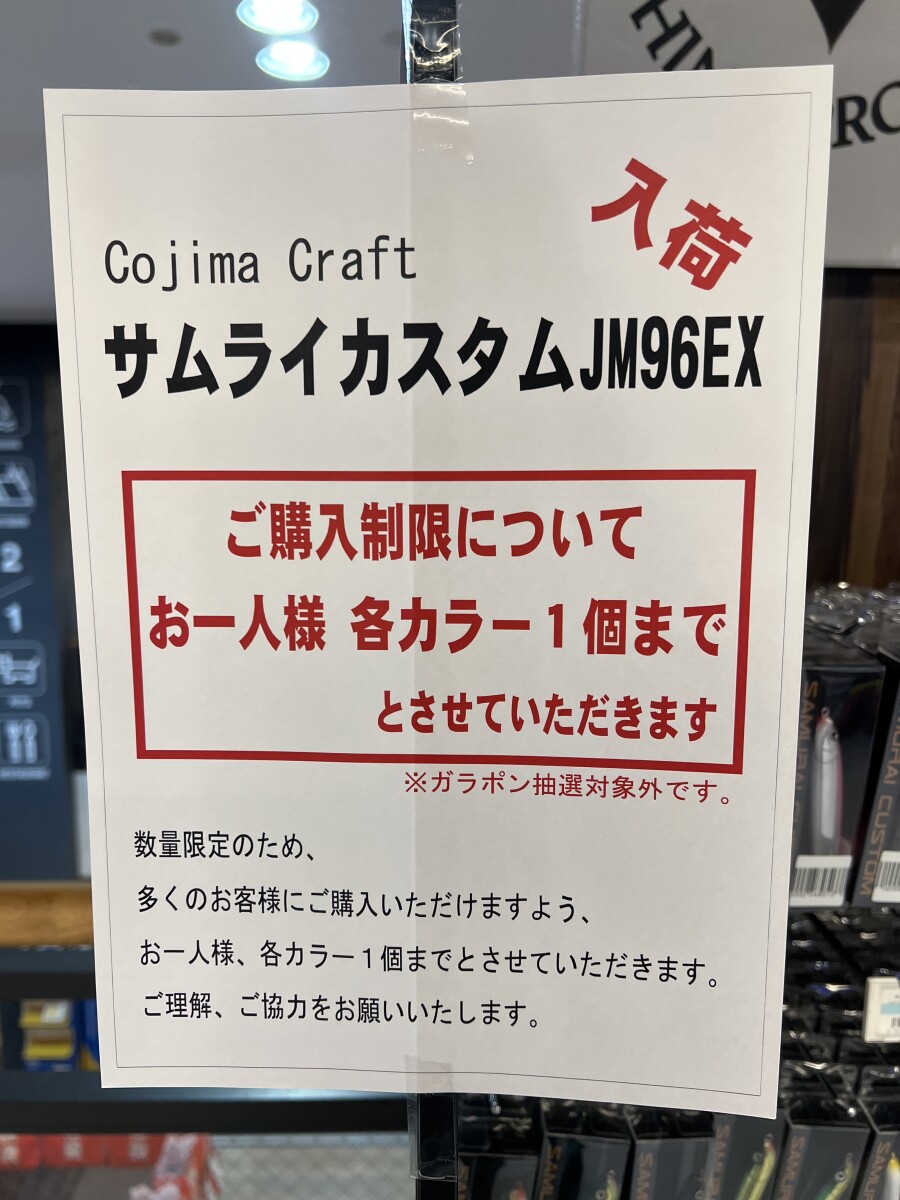 入荷
Cojima Craft
サムライカスタムJM96EX
ご購入制限について
お一人様 各カラー１個まで
とさせていただきます
※ガラポン抽選対象外です。
数量限定のため、
多くのお客様にご購入いただけますよう、
お一人様、各カラー１個までとさせていただきます。
ご理解、ご協力をお願いいたします。
2
1
SAMURAI CUSTOM